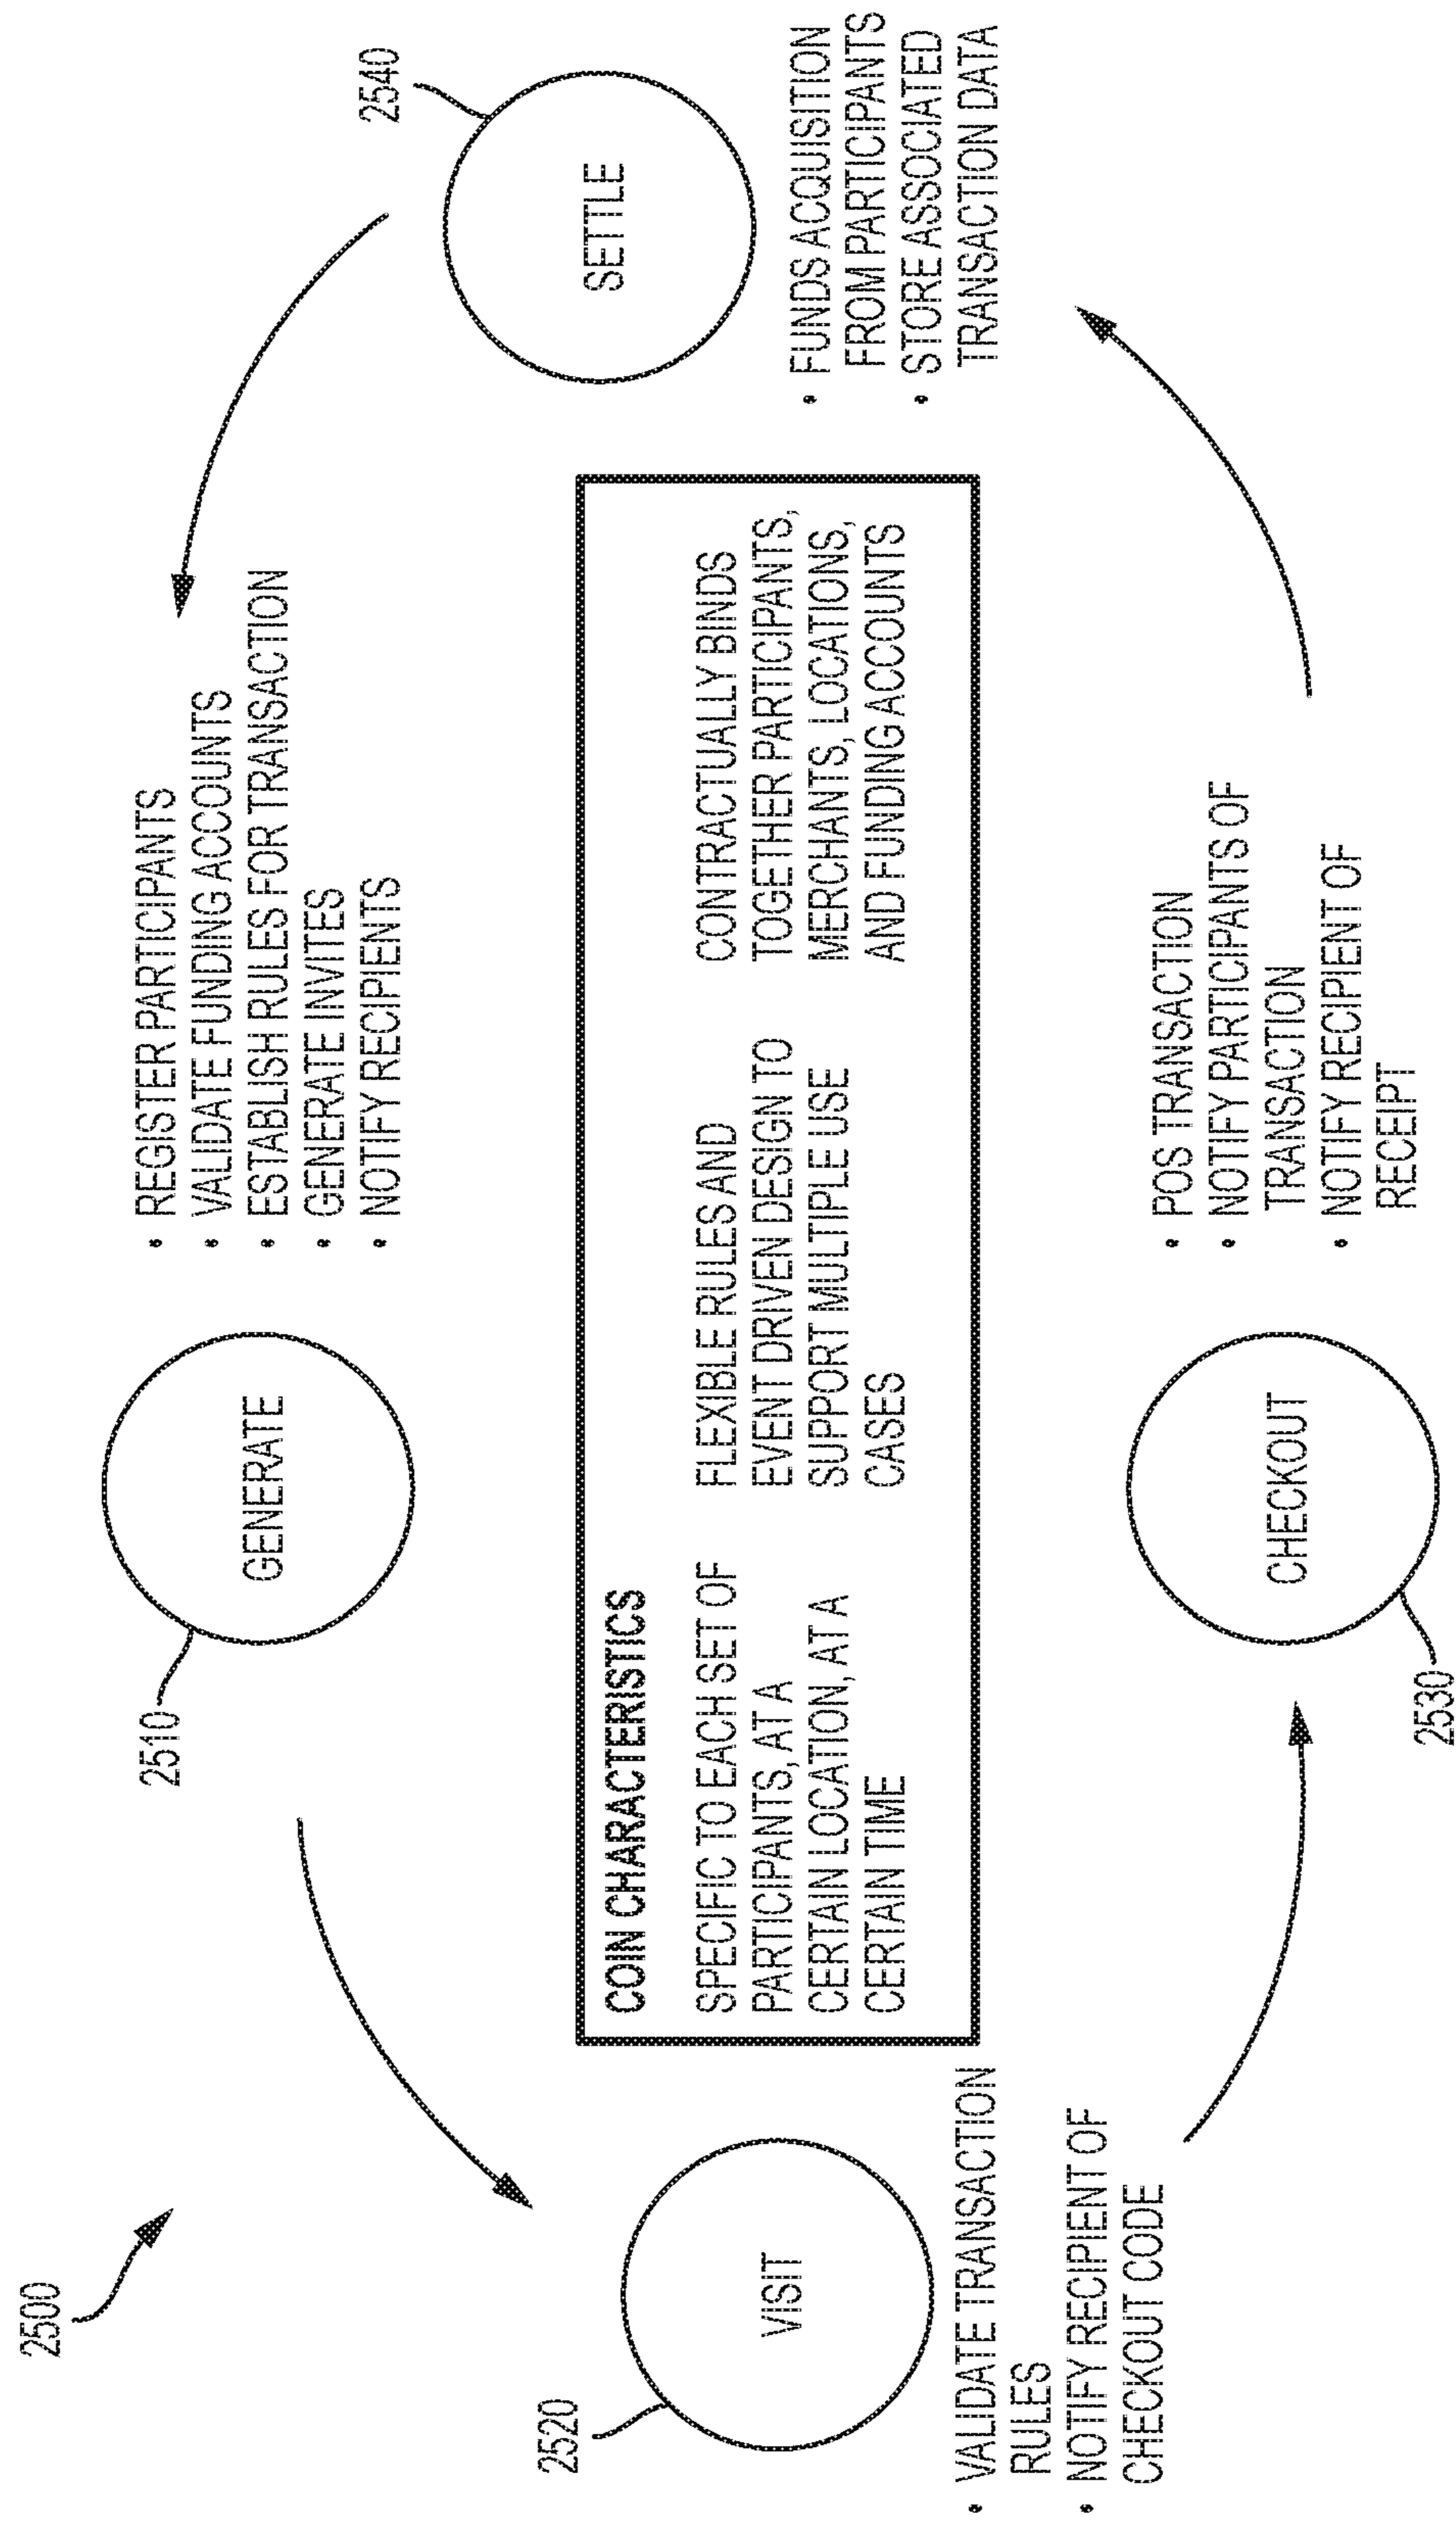 2500
2510
GENERATE
• REGISTER PARTICIPANTS
• VALIDATE FUNDING ACCOUNTS
• ESTABLISH RULES FOR TRANSACTION
• GENERATE INVITES
• NOTIFY RECIPIENTS
2520
VISIT
• VALIDATE TRANSACTION
RULES
• NOTIFY RECIPIENT OF
CHECKOUT CODE
COIN CHARACTERISTICS
SPECIFIC TO EACH SET OF
PARTICIPANTS, AT A
CERTAIN LOCATION, AT A
CERTAIN TIME
FLEXIBLE RULES AND
EVENT DRIVEN DESIGN TO
SUPPORT MULTIPLE USE
CASES
CONTRACTUALLY BINDS
TOGETHER PARTICIPANTS,
MERCHANTS, LOCATIONS,
AND FUNDING ACCOUNTS
2540
SETTLE
• FUNDS ACQUISITION
FROM PARTICIPANTS
• STORE ASSOCIATED
TRANSACTION DATA
2530
CHECKOUT
• POS TRANSACTION
• NOTIFY PARTICIPANTS OF
TRANSACTION
• NOTIFY RECIPIENT OF
RECEIPT